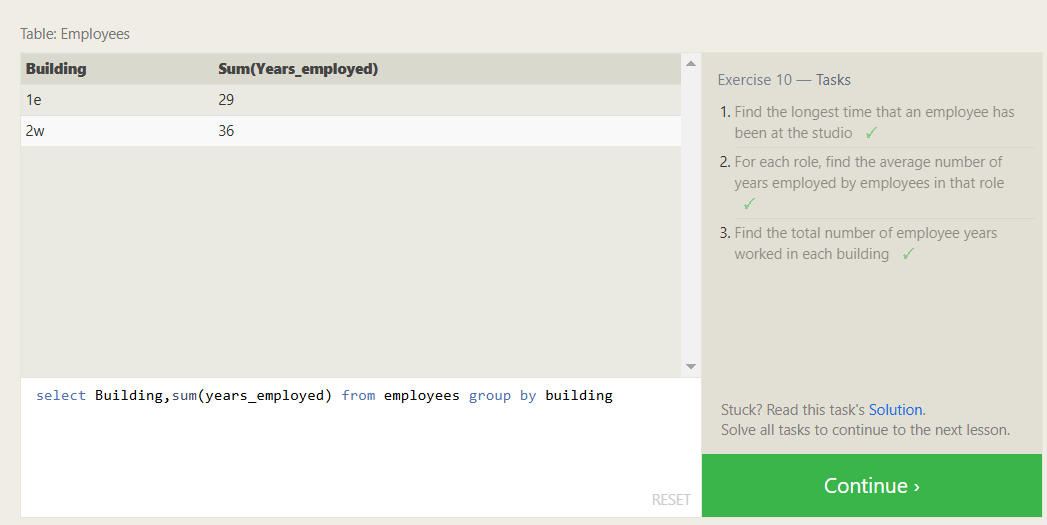 Table: Employees
Building Sum(Years_employed)
1e 29
2w 36
select Building,sum(years_employed) from employees group by building
RESET
Exercise 10 — Tasks
1. Find the longest time that an employee has
been at the studio ✓
2. For each role, find the average number of
years employed by employees in that role
✓
3. Find the total number of employee years
worked in each building ✓
Stuck? Read this task's Solution.
Solve all tasks to continue to the next lesson.
Continue ›